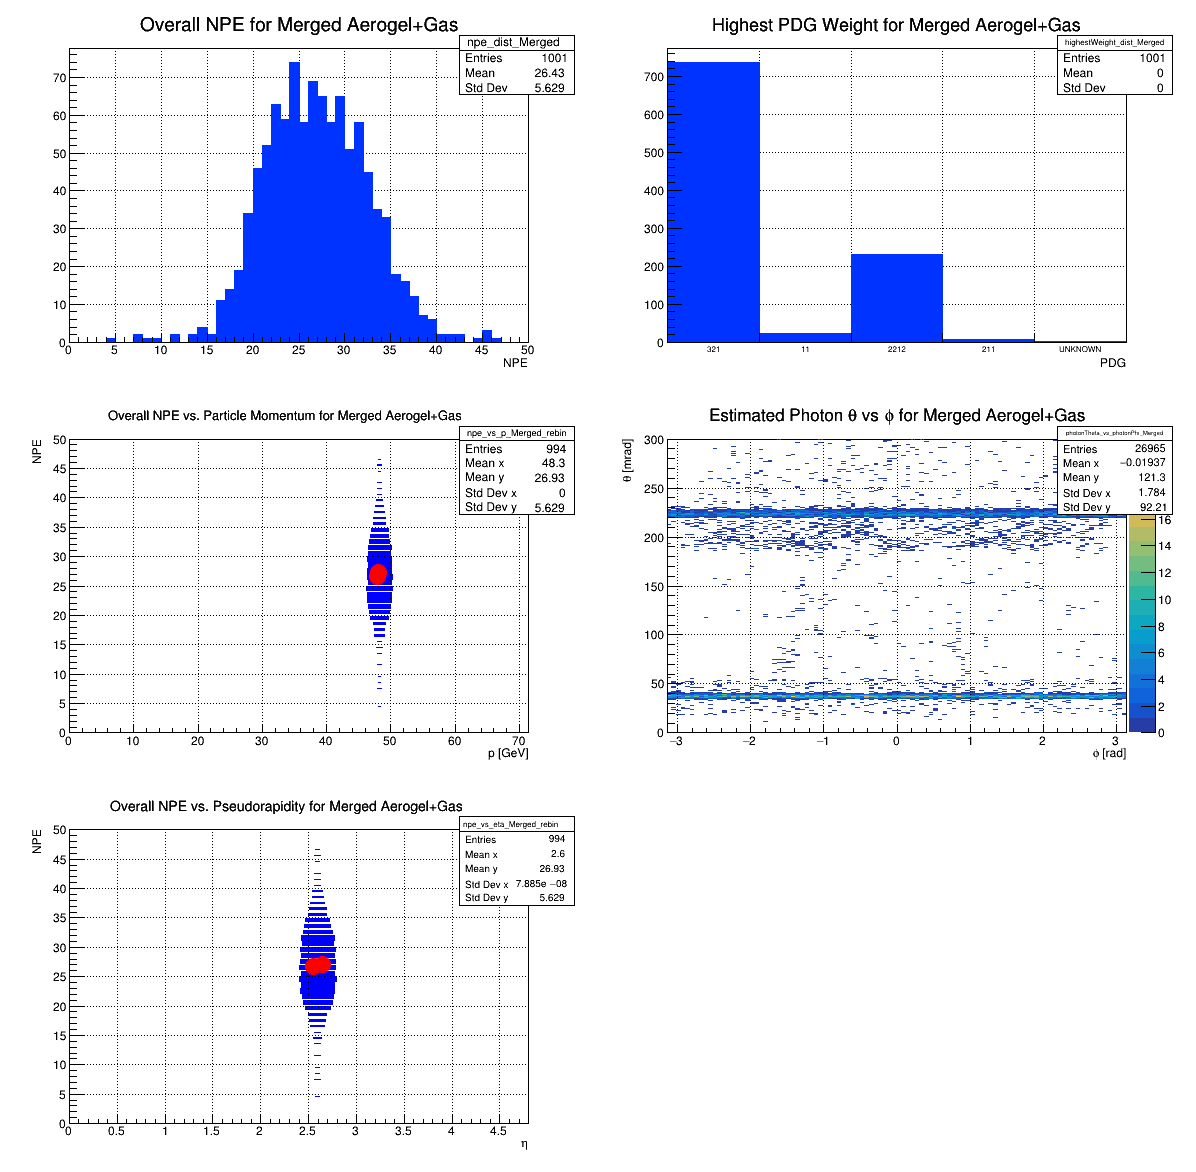 Overall NPE for Merged Aerogel+Gas
npe_dist_Merged
Entries 1001
Mean 26.43
Std Dev 5.629
70
60
50
40
30
20
10
0
0 5 10 15 20 25 30 35 40 45 50
NPE
Highest PDG Weight for Merged Aerogel+Gas
highestWeight_dist_Merged
Entries 1001
Mean 0
Std Dev 0
700
600
500
400
300
200
100
0
321 11 2212 211 UNKNOWN
PDG
Overall NPE vs. Particle Momentum for Merged Aerogel+Gas
npe_vs_p_Merged_rebin
Entries 994
Mean x 48.3
Mean y 26.93
Std Dev x 0
Std Dev y 5.629
NPE
50
45
40
35
30
25
20
15
10
5
0
0 10 20 30 40 50 60 70
p [GeV]
Estimated Photon θ vs ϕ for Merged Aerogel+Gas
photonTheta_vs_photonPhi_Merged
Entries 26965
Mean x −0.01937
Mean y 121.3
Std Dev x 1.784
Std Dev y 92.21
θ [mrad]
300
250
200
150
100
50
0
−3 −2 −1 0 1 2 3
ϕ [rad]
16
14
12
10
8
6
4
2
0
Overall NPE vs. Pseudorapidity for Merged Aerogel+Gas
npe_vs_eta_Merged_rebin
Entries 994
Mean x 2.6
Mean y 26.93
Std Dev x 7.885e −08
Std Dev y 5.629
NPE
50
45
40
35
30
25
20
15
10
5
0
0 0.5 1 1.5 2 2.5 3 3.5 4 4.5
η